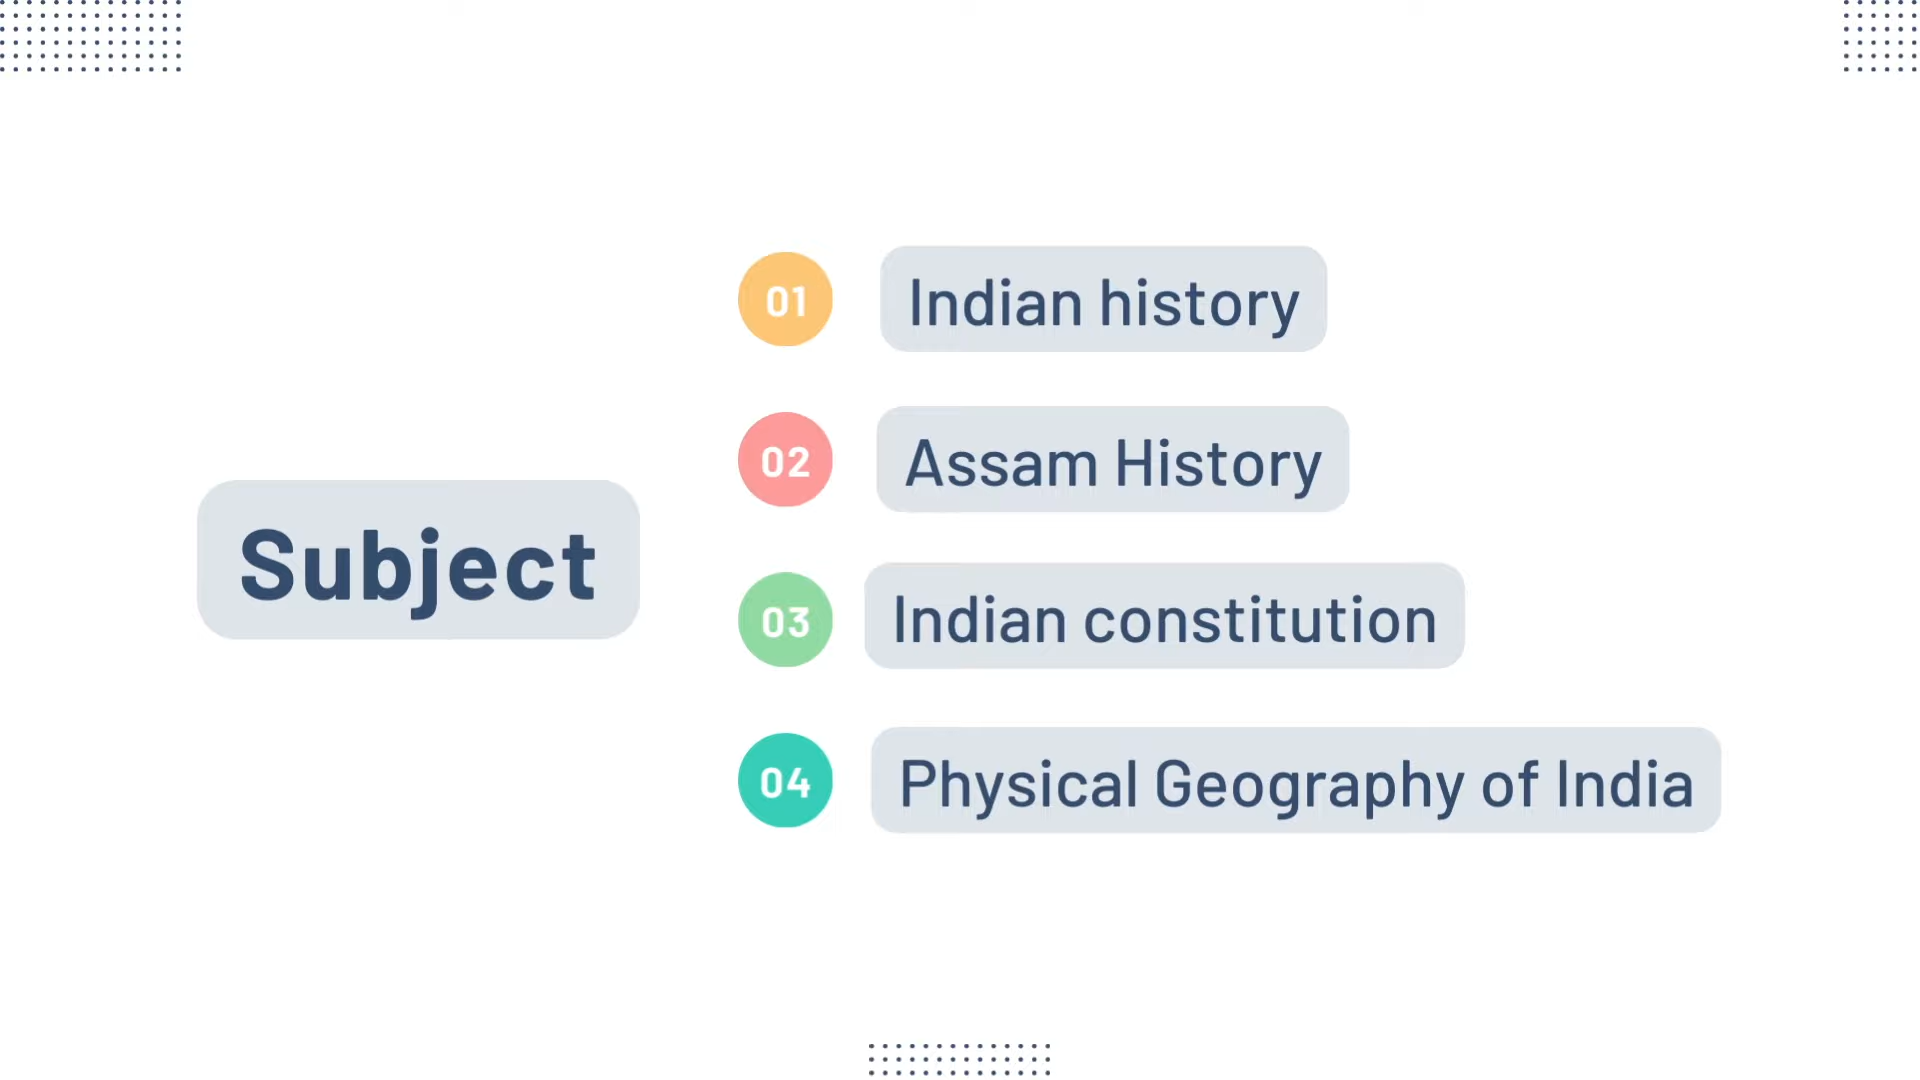 Subject
01 Indian history
02 Assam History
03 Indian constitution
04 Physical Geography of India